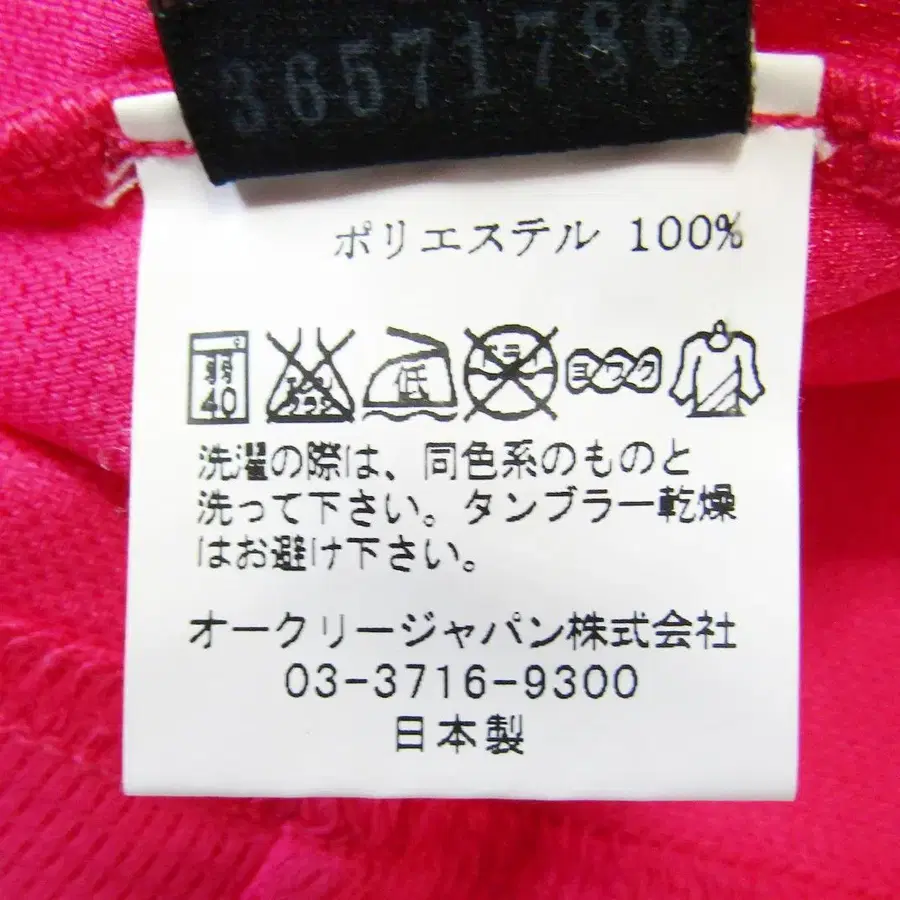 36571786
ポリエステル 100%
弱 40 エンソ サラシ 低 ドライ ヨワク
洗濯の際は、同色系のものと
洗って下さい。タンブラー乾燥
はお避け下さい。
オークリージャパン株式会社
03-3716-9300
日本製